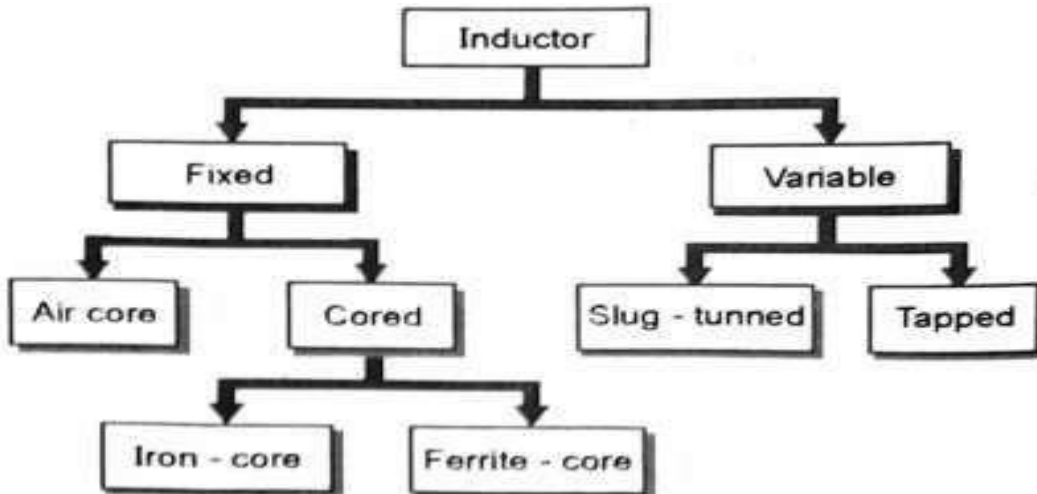 Inductor
Fixed
Variable
Air core
Cored
Slug - tunned
Tapped
Iron - core
Ferrite - core